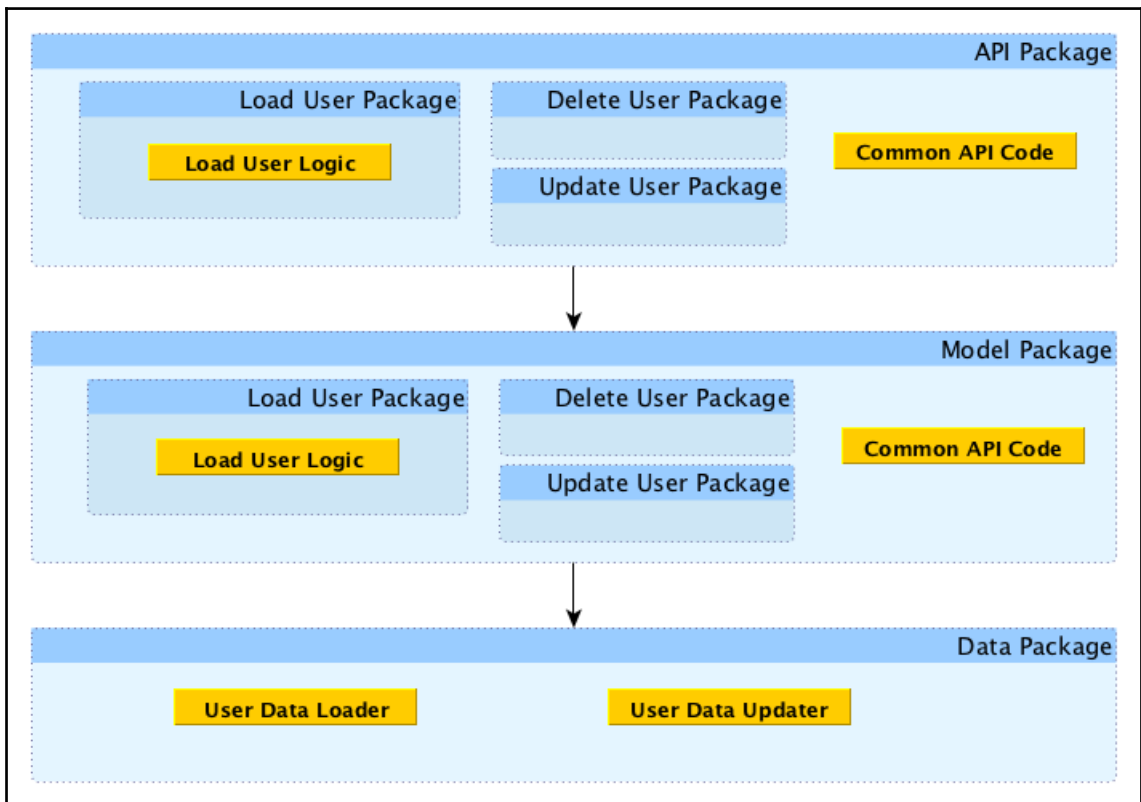 API Package
Load User Package
Load User Logic
Delete User Package
Update User Package
Common API Code
Model Package
Load User Package
Load User Logic
Delete User Package
Update User Package
Common API Code
Data Package
User Data Loader
User Data Updater